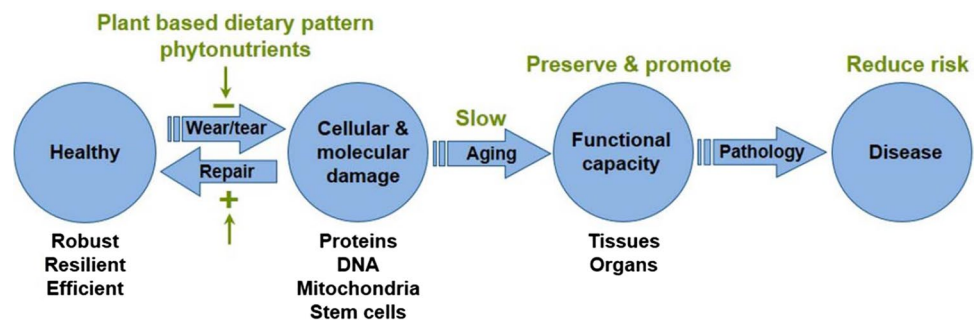 Plant based dietary pattern
phytonutrients
Preserve & promote
Reduce risk
−
Wear/tear
Healthy
Repair
+
Cellular &
molecular
damage
Slow
Aging
Functional
capacity
Pathology
Disease
Robust
Resilient
Efficient
Proteins
DNA
Mitochondria
Stem cells
Tissues
Organs